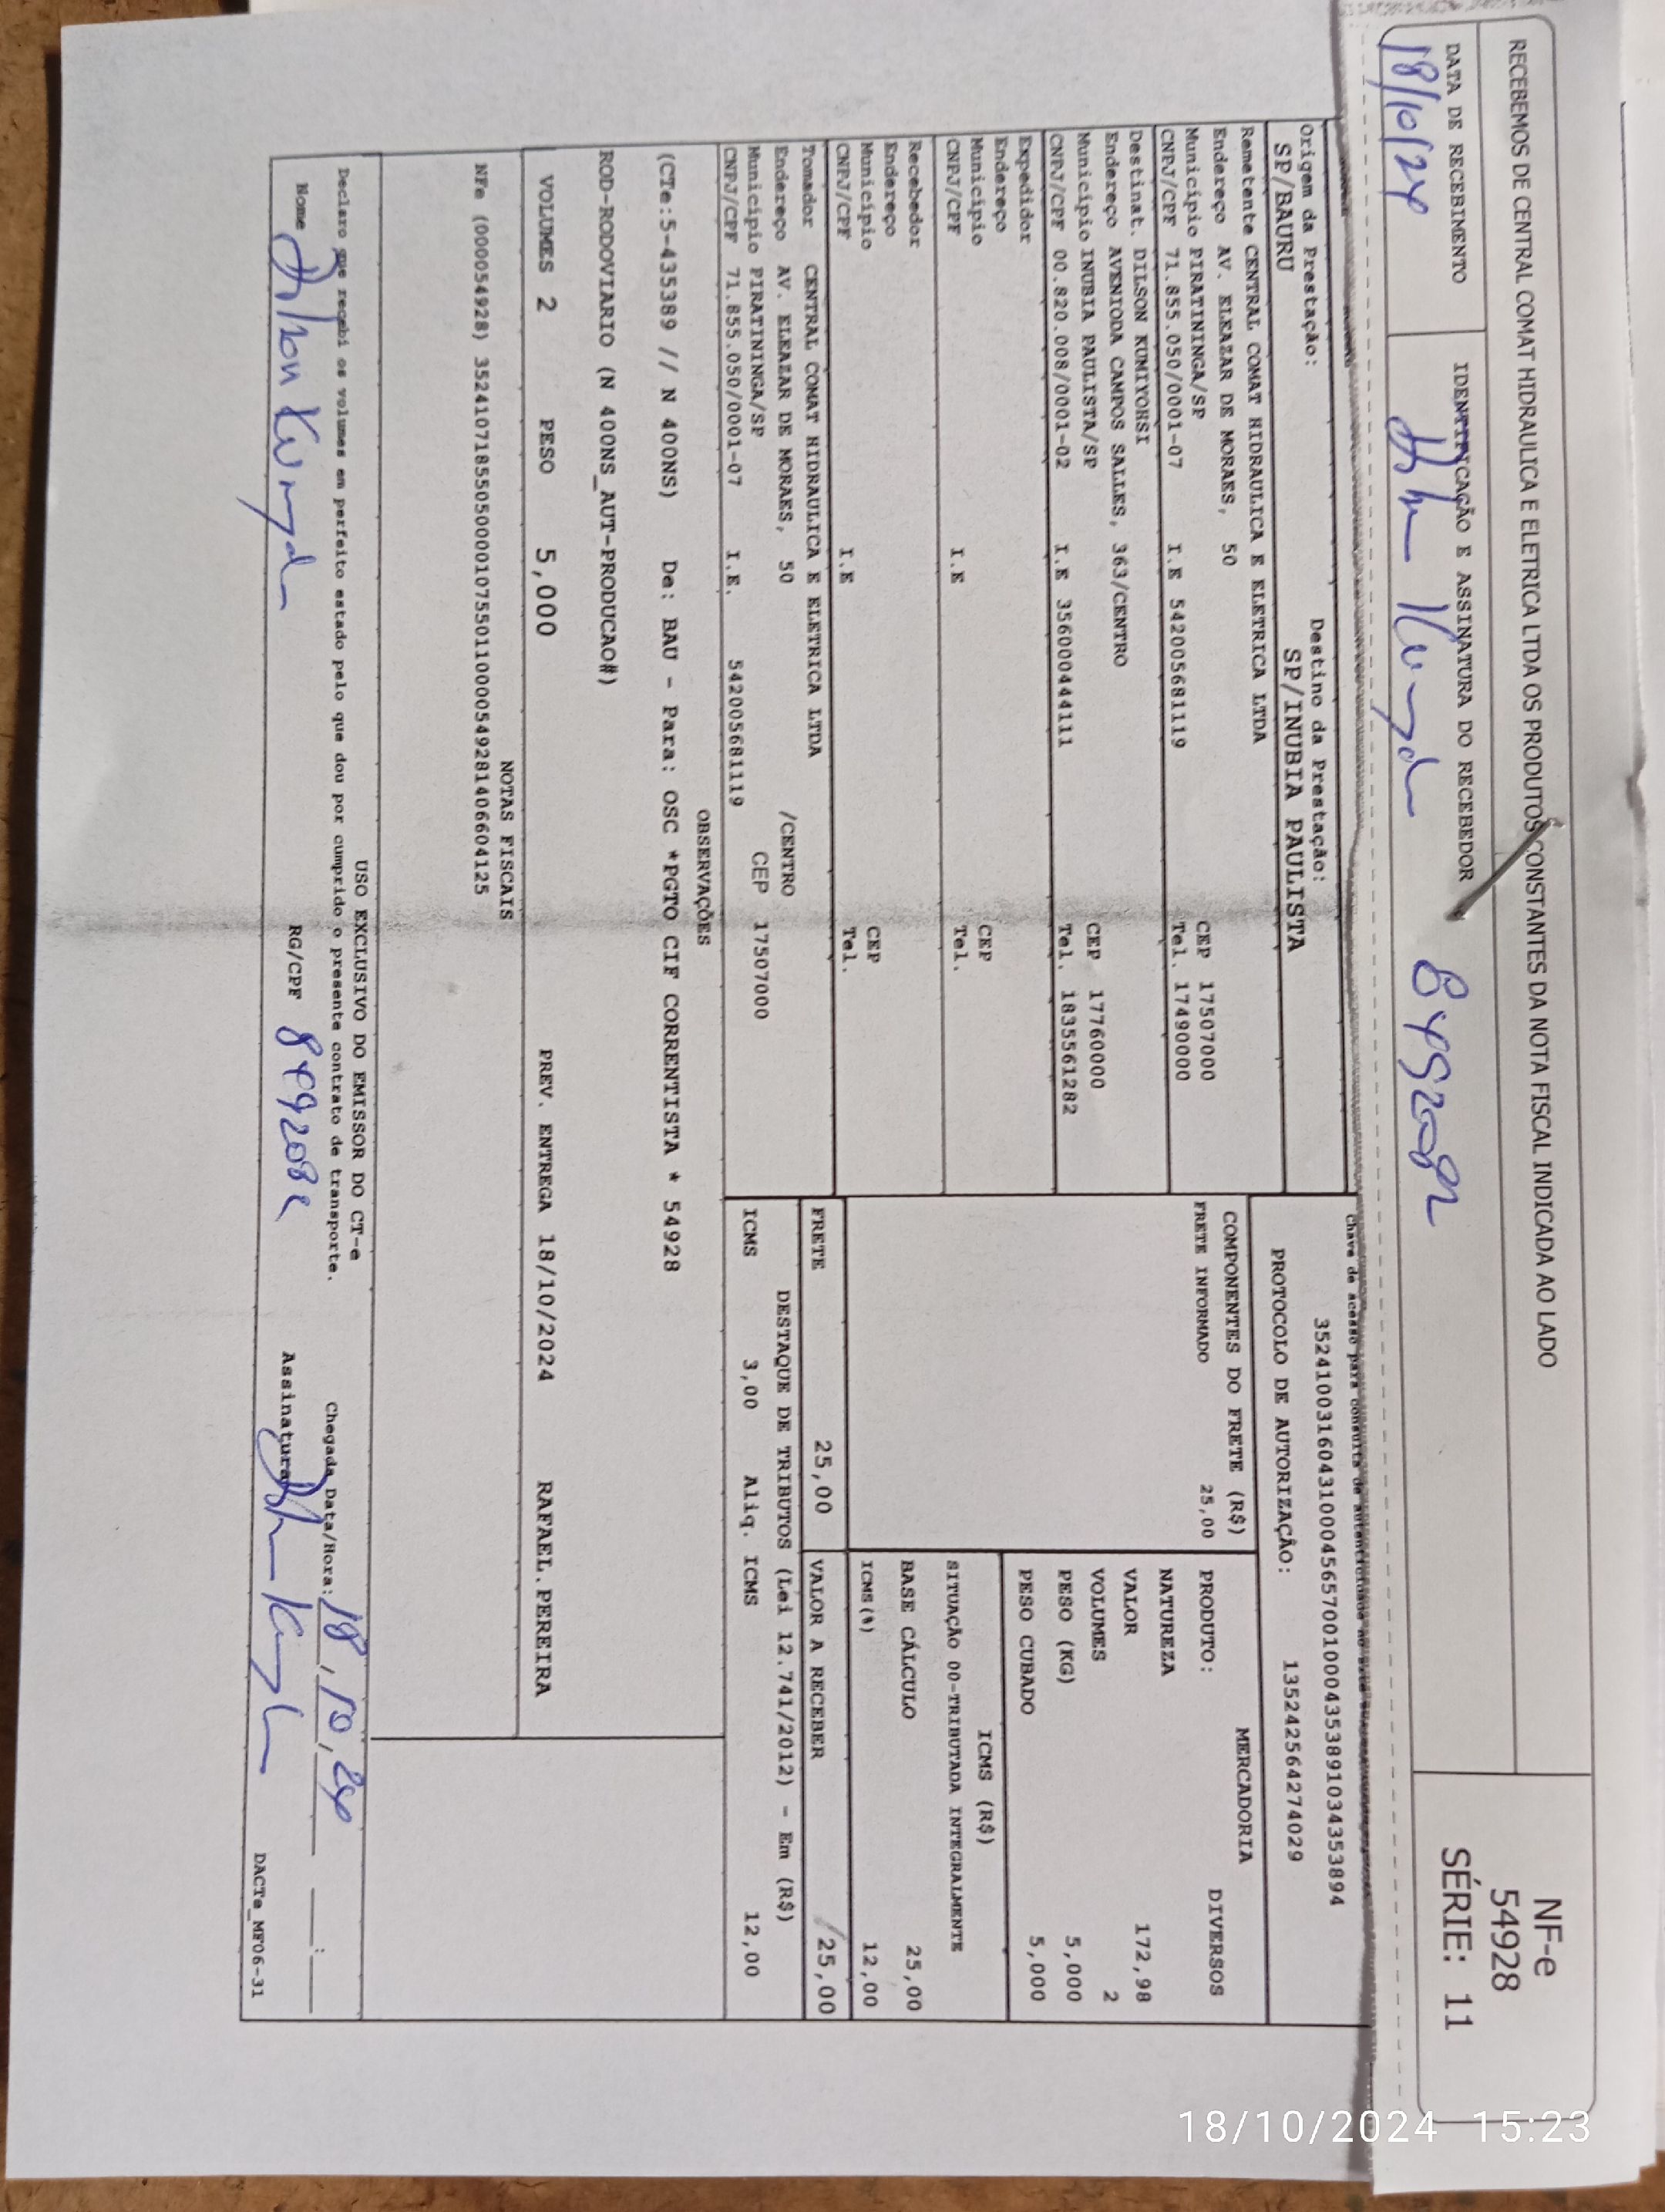 RECEBEMOS DE CENTRAL COMAT HIDRAULICA E ELETRICA LTDA OS PRODUTOS CONSTANTES DA NOTA FISCAL INDICADA AO LADO
DATA DE RECEBIMENTO
18/10/24
IDENTIFICAÇÃO E ASSINATURA DO RECEBEDOR
NF-e
54928
SÉRIE: 11
Chave de acesso para consulta de autenticidade no
35241003160431000456570010004353891034353894
PROTOCOLO DE AUTORIZAÇÃO: 135242564274029
Origem da Prestação: Destino da Prestação:
SP/BAURU SP/INUBIA PAULISTA
Remetente CENTRAL COMAT HIDRAULICA E ELETRICA LTDA
Endereço AV. ELEAZAR DE MORAES, 50
Município PIRATININGA/SP CEP 17507000
CNPJ/CPF 71.855.050/0001-07 I.E 542005681119 Tel. 17490000
Destinat. DILSON KUMIYOHSI
Endereço AVENIODA CAMPOS SALLES, 363/CENTRO
Município INUBIA PAULISTA/SP CEP 17760000
CNPJ/CPF 00.820.008/0001-02 I.E 356000444111 Tel. 1835561282
Expedidor
Endereço
Município CEP
CNPJ/CPF I.E Tel.
Recebedor
Endereço
Município CEP
CNPJ/CPF I.E Tel.
Tomador CENTRAL COMAT HIDRAULICA E ELETRICA LTDA
Endereço AV. ELEAZAR DE MORAES, 50 /CENTRO
Município PIRATININGA/SP CEP 17507000
CNPJ/CPF 71.855.050/0001-07 I.E. 542005681119
COMPONENTES DO FRETE (R$)
FRETE INFORMADO 25,00
MERCADORIA
PRODUTO: DIVERSOS
NATUREZA
VALOR 172,98
VOLUMES 2
PESO (KG) 5,000
PESO CUBADO 5,000
ICMS (R$)
SITUAÇÃO 00-TRIBUTADA INTEGRALMENTE
BASE CÁLCULO 25,00
ICMS(%) 12,00
FRETE 25,00 VALOR A RECEBER 25,00
DESTAQUE DE TRIBUTOS (Lei 12.741/2012) - Em (R$)
ICMS 3,00 Aliq. ICMS 12,00
OBSERVAÇÕES
(CTe:5-435389 // N 400NS) De: BAU - Para: OSC *PGTO CIF CORRENTISTA * 54928
ROD-RODOVIARIO (N 400NS_AUT-PRODUCAO#)
VOLUMES 2 PESO 5,000 PREV. ENTREGA 18/10/2024 RAFAEL.PEREIRA
NOTAS FISCAIS
NFe (000054928) 35241071855050000107550110000549281406604125
USO EXCLUSIVO DO EMISSOR DO CT-e
Declaro que recebi os volumes em perfeito estado pelo que dou por cumprido o presente contrato de transporte.
Chegada Data/Hora: 18, 10, 24 :
Nome RG/CPF Assinatura
DACTe_MF06-31
18/10/2024 15:23